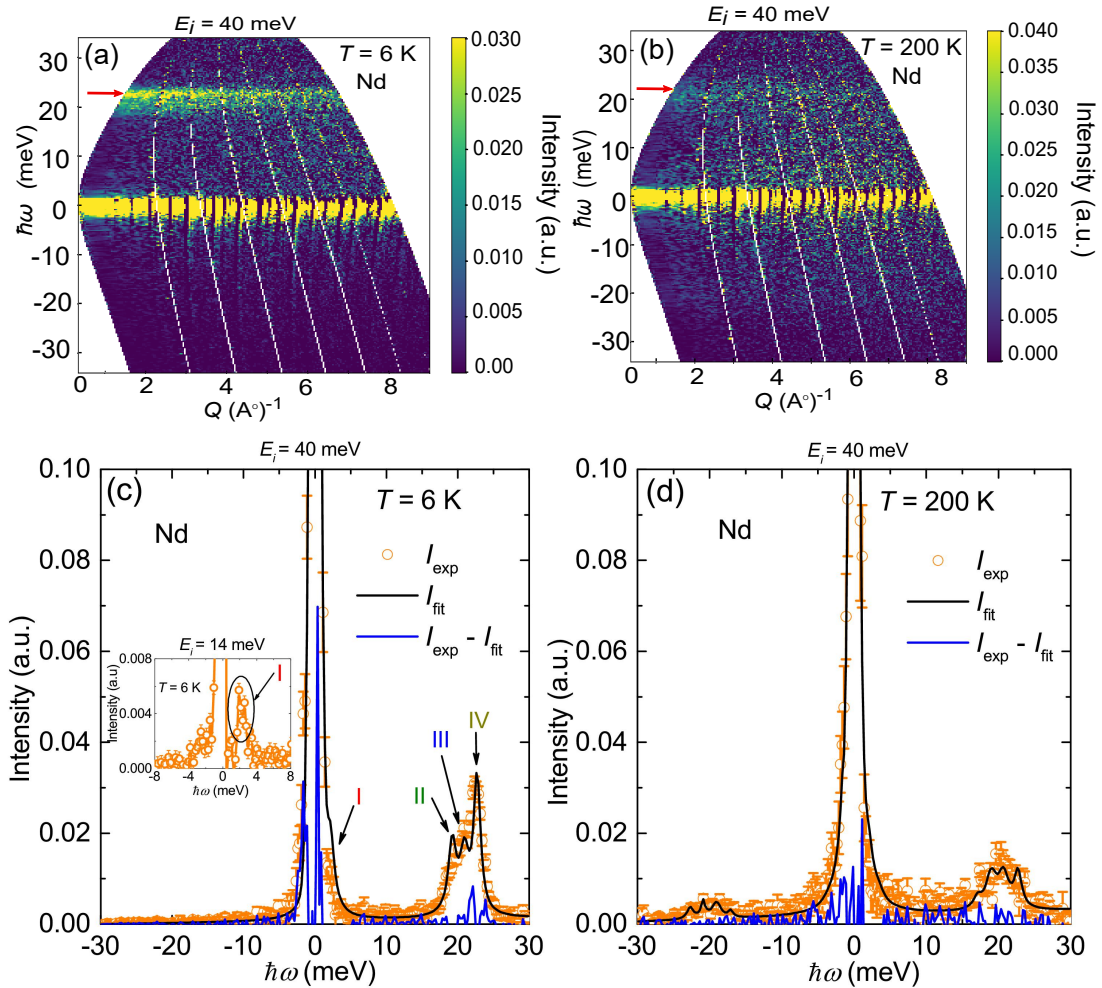 E_i = 40 meV
(a)
T = 6 K
Nd
30
20
10
0
-10
-20
-30
ħω (meV)
0 2 4 6 8
Q (A°)⁻¹
0.030
0.025
0.020
0.015
0.010
0.005
0.00
Intensity (a.u.)
E_i = 40 meV
(b)
T = 200 K
Nd
30
20
10
0
-10
-20
-30
ħω (meV)
0 2 4 6 8
Q (A°)⁻¹
0.040
0.035
0.030
0.025
0.020
0.015
0.010
0.005
0.000
Intensity (a.u.)
E_i = 40 meV
(c)
T = 6 K
Nd
I_exp
I_fit
I_exp - I_fit
0.10
0.08
0.06
0.04
0.02
0.00
Intensity (a.u.)
E_i = 14 meV
T = 6 K
I
0.008
0.004
0.000
Intensity (a.u)
-8 -4 0 4 8
ħω (meV)
I
II
III
IV
-30 -20 -10 0 10 20 30
ħω (meV)
E_i = 40 meV
(d)
T = 200 K
Nd
I_exp
I_fit
I_exp - I_fit
0.10
0.08
0.06
0.04
0.02
0.00
Intensity (a.u.)
-30 -20 -10 0 10 20 30
ħω (meV)